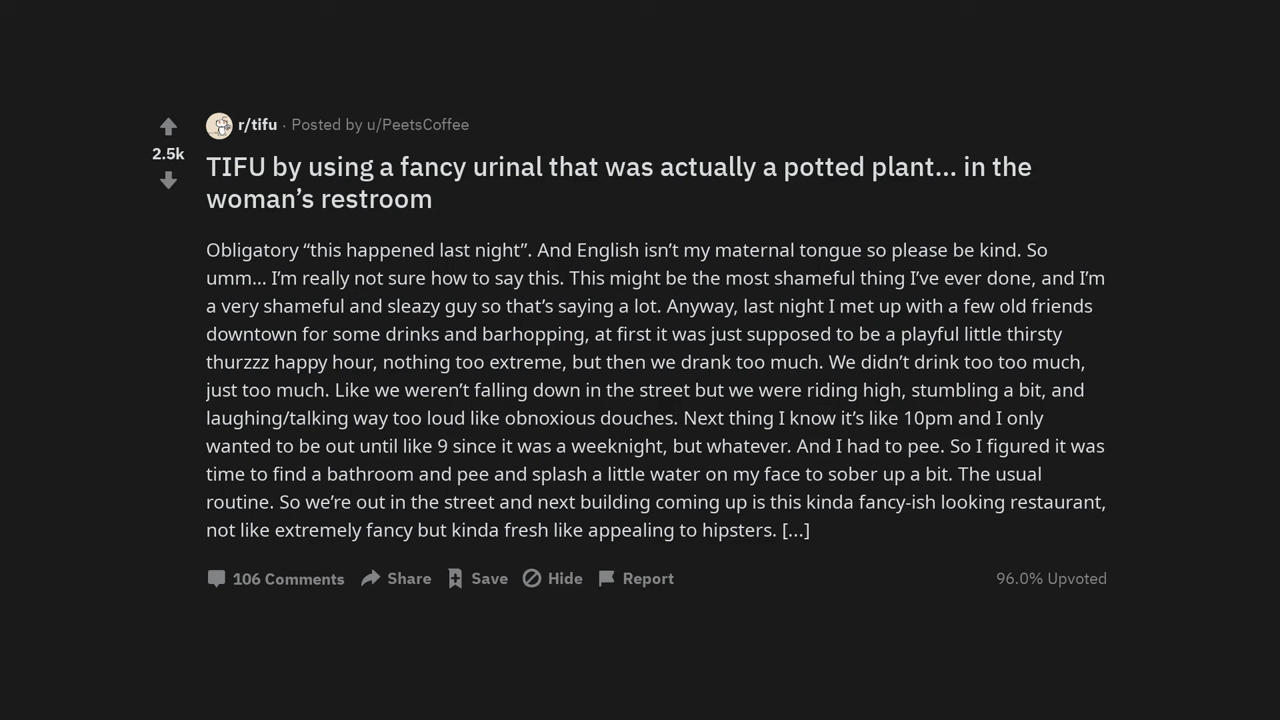 r/tifu · Posted by u/PeetsCoffee
2.5k
TIFU by using a fancy urinal that was actually a potted plant... in the
woman’s restroom
Obligatory “this happened last night”. And English isn’t my maternal tongue so please be kind. So
umm... I’m really not sure how to say this. This might be the most shameful thing I’ve ever done, and I’m
a very shameful and sleazy guy so that’s saying a lot. Anyway, last night I met up with a few old friends
downtown for some drinks and barhopping, at first it was just supposed to be a playful little thirsty
thurzzz happy hour, nothing too extreme, but then we drank too much. We didn’t drink too too much,
just too much. Like we weren’t falling down in the street but we were riding high, stumbling a bit, and
laughing/talking way too loud like obnoxious douches. Next thing I know it’s like 10pm and I only
wanted to be out until like 9 since it was a weeknight, but whatever. And I had to pee. So I figured it was
time to find a bathroom and pee and splash a little water on my face to sober up a bit. The usual
routine. So we’re out in the street and next building coming up is this kinda fancy-ish looking restaurant,
not like extremely fancy but kinda fresh like appealing to hipsters. [...]
106 Comments Share Save Hide Report 96.0% Upvoted